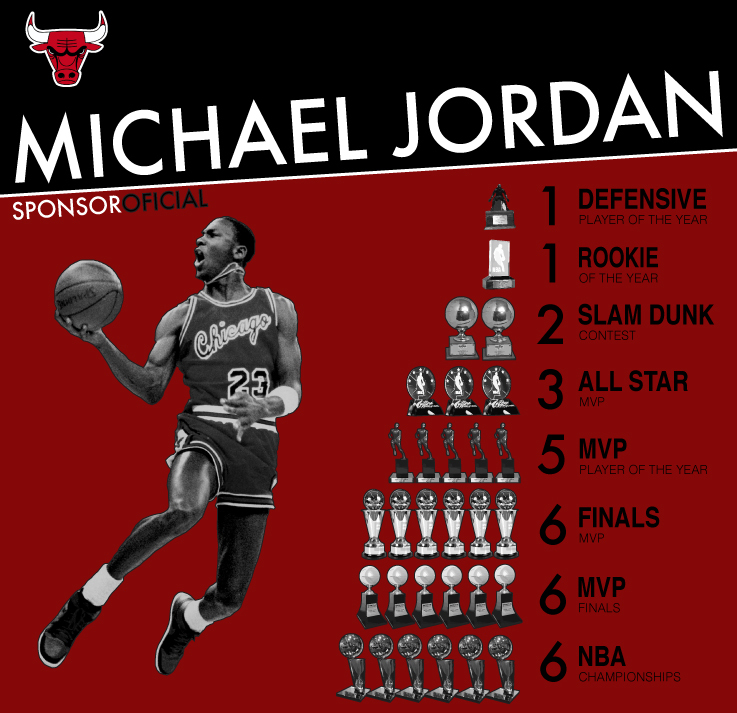 MICHAEL JORDAN
SPONSOROFICIAL
1 DEFENSIVE
PLAYER OF THE YEAR
1 ROOKIE
OF THE YEAR
2 SLAM DUNK
CONTEST
3 ALL STAR
MVP
5 MVP
PLAYER OF THE YEAR
6 FINALS
MVP
6 MVP
FINALS
6 NBA
CHAMPIONSHIPS
Chicago
23